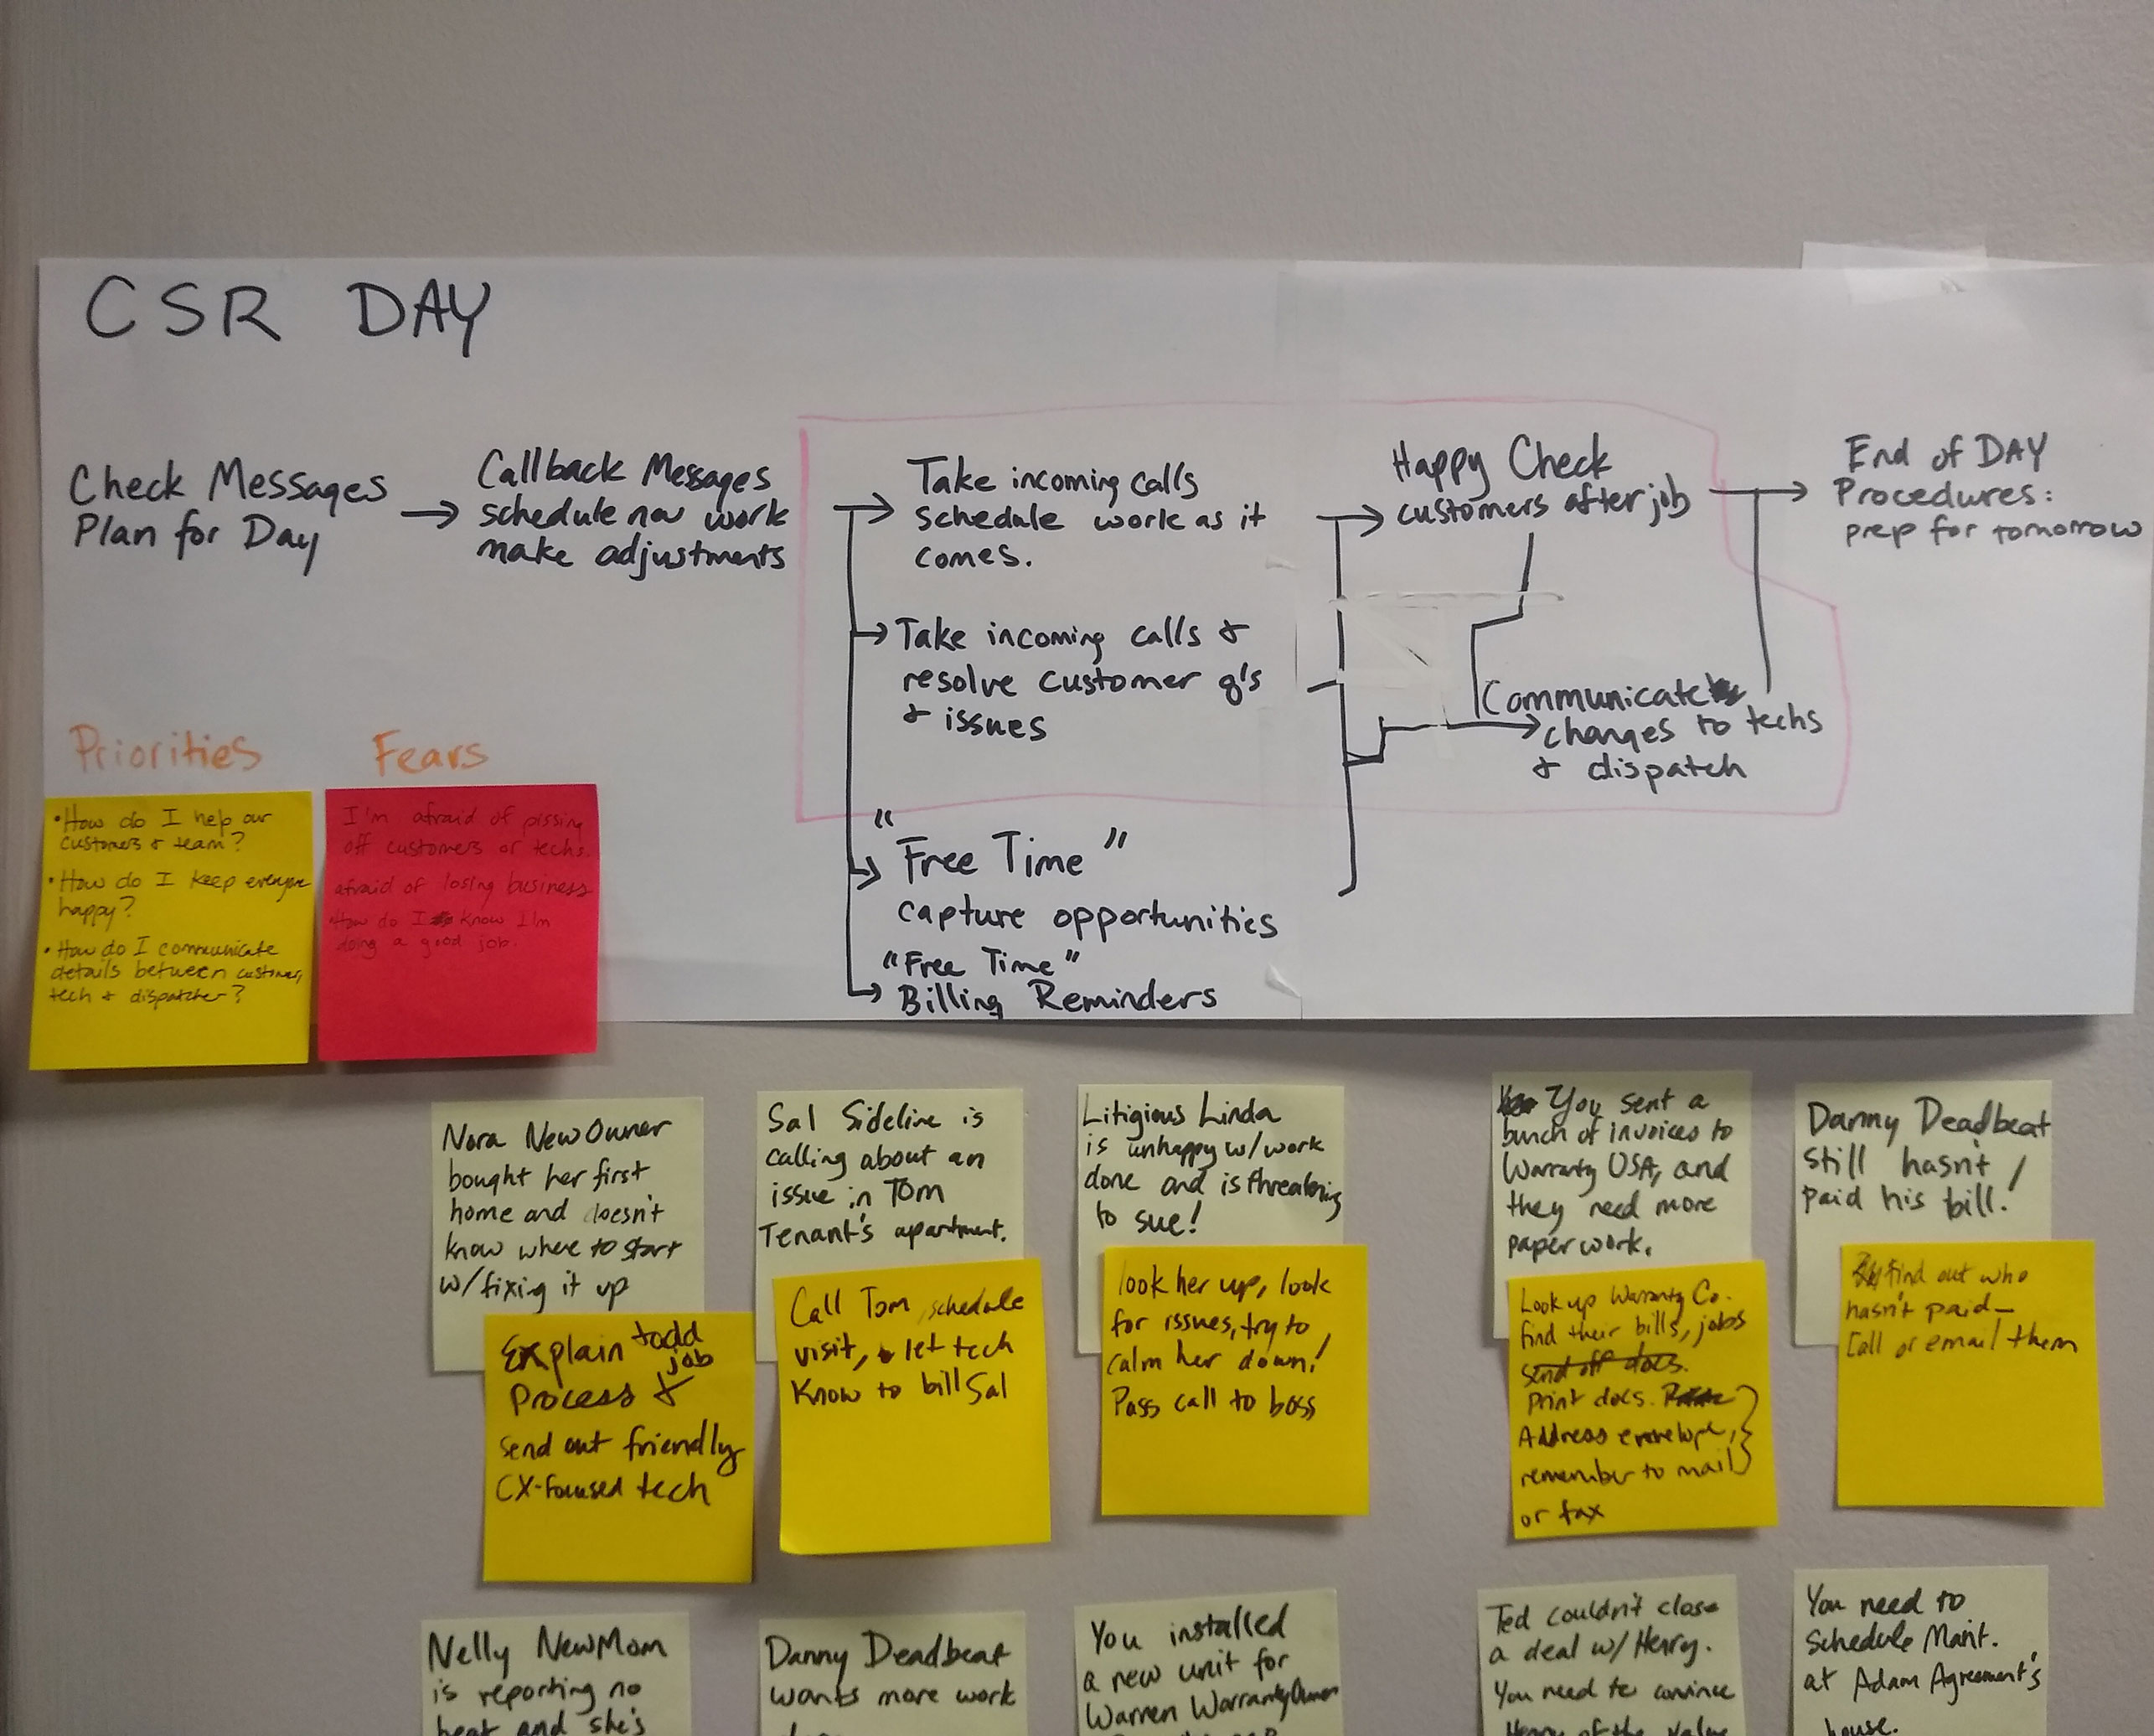 CSR DAY
Check Messages
Plan for Day
Callback Messages
schedule now work
make adjustments
Take incoming calls
schedule work as it
comes.
Take incoming calls &
resolve customer q's
& issues
"Free Time"
capture opportunities
"Free Time"
Billing Reminders
Happy Check
customers after job
Communicate
changes to techs
& dispatch
End of DAY
Procedures:
prep for tomorrow
Priorities
• How do I help our
customers & team?
• How do I keep everyone
happy?
• How do I communicate
details between customer,
tech & dispatcher?
Fears
I'm afraid of pissing
off customers or techs.
afraid of losing business
How do I know I'm
doing a good job.
Nora NewOwner
bought her first
home and doesn't
know where to start
w/fixing it up
Explain to add job
Process &
send out friendly
CX-focused tech
Sal Sideline is
calling about an
issue in Tom
Tenant's apartment.
Call Tom, schedule
visit, let tech
Know to bill Sal
Litigious Linda
is unhappy w/work
done and is threatening
to sue!
look her up, look
for issues, try to
calm her down!
Pass call to boss
You sent a
bunch of invoices to
Warranty USA, and
they need more
paperwork.
Look up Warranty Co.
find their bills, jobs
send off docs.
Print docs.
Address envelope,
remember to mail
or fax
Danny Deadbeat
still hasn't
paid his bill!
find out who
hasn't paid–
Call or email them
Nelly NewMom
is reporting no
heat and she's
Danny Deadbeat
wants more work
You installed
a new unit for
Warren WarrantyOwner
Ted couldn't close
a deal w/ Henry.
You need to convince
Henry of the value
You need to
Schedule Maint.
at Adam Agreement's
house.